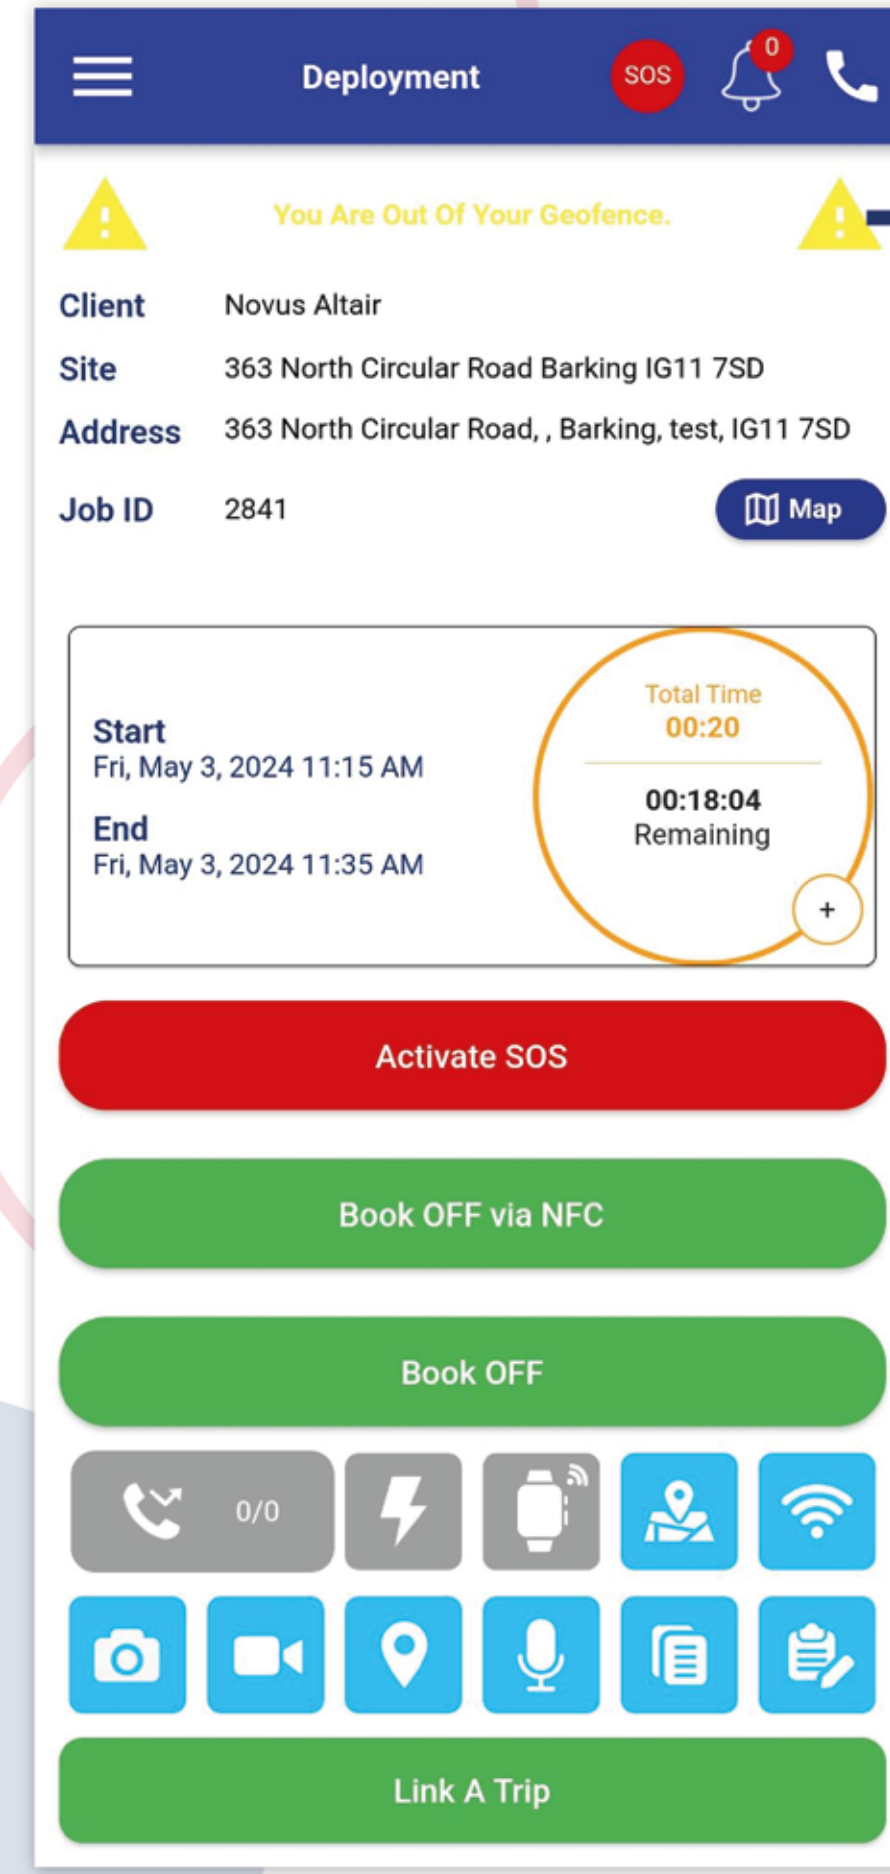 Deployment
SOS
0
You Are Out Of Your Geofence.
Client Novus Altair
Site 363 North Circular Road Barking IG11 7SD
Address 363 North Circular Road, , Barking, test, IG11 7SD
Job ID 2841
Map
Start
Fri, May 3, 2024 11:15 AM
End
Fri, May 3, 2024 11:35 AM
Total Time
00:20
00:18:04
Remaining
+
Activate SOS
Book OFF via NFC
Book OFF
0/0
Link A Trip